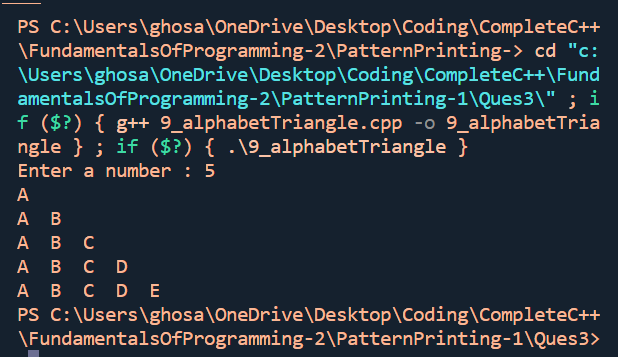 PS C:\Users\ghosa\OneDrive\Desktop\Coding\CompleteC++
\FundamentalsOfProgramming-2\PatternPrinting-> cd "c:
\Users\ghosa\OneDrive\Desktop\Coding\CompleteC++\Fund
amentalsOfProgramming-2\PatternPrinting-1\Ques3\" ; i
f ($?) { g++ 9_alphabetTriangle.cpp -o 9_alphabetTria
ngle } ; if ($?) { .\9_alphabetTriangle }
Enter a number : 5
A
A B
A B C
A B C D
A B C D E
PS C:\Users\ghosa\OneDrive\Desktop\Coding\CompleteC++
\FundamentalsOfProgramming-2\PatternPrinting-1\Ques3>